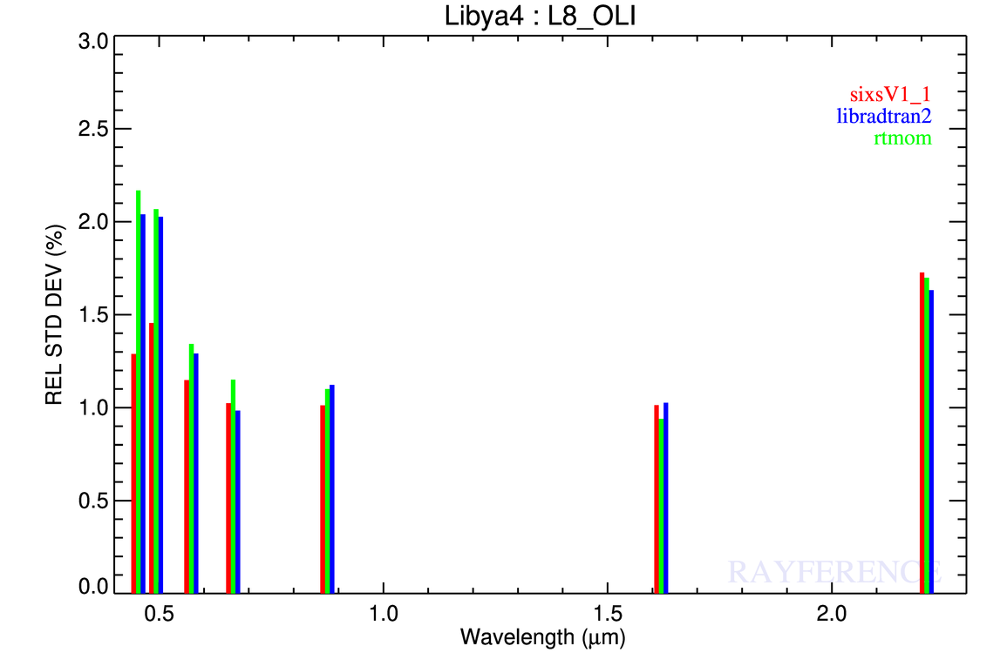 Libya4 : L8_OLI
3.0
2.5
2.0
1.5
1.0
0.5
0.0
REL STD DEV (%)
sixsV1_1
libradtran2
rtmom
RAYFERENCE
0.5 1.0 1.5 2.0
Wavelength (μm)